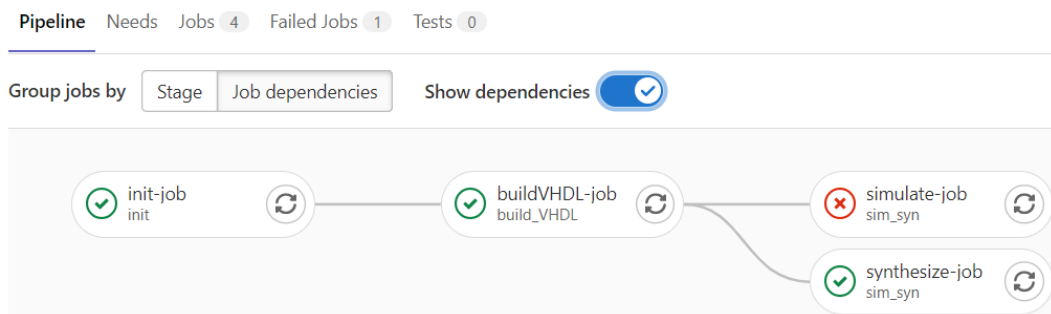 Pipeline Needs Jobs 4 Failed Jobs 1 Tests 0
Group jobs by Stage Job dependencies Show dependencies
init-job
init
buildVHDL-job
build_VHDL
simulate-job
sim_syn
synthesize-job
sim_syn